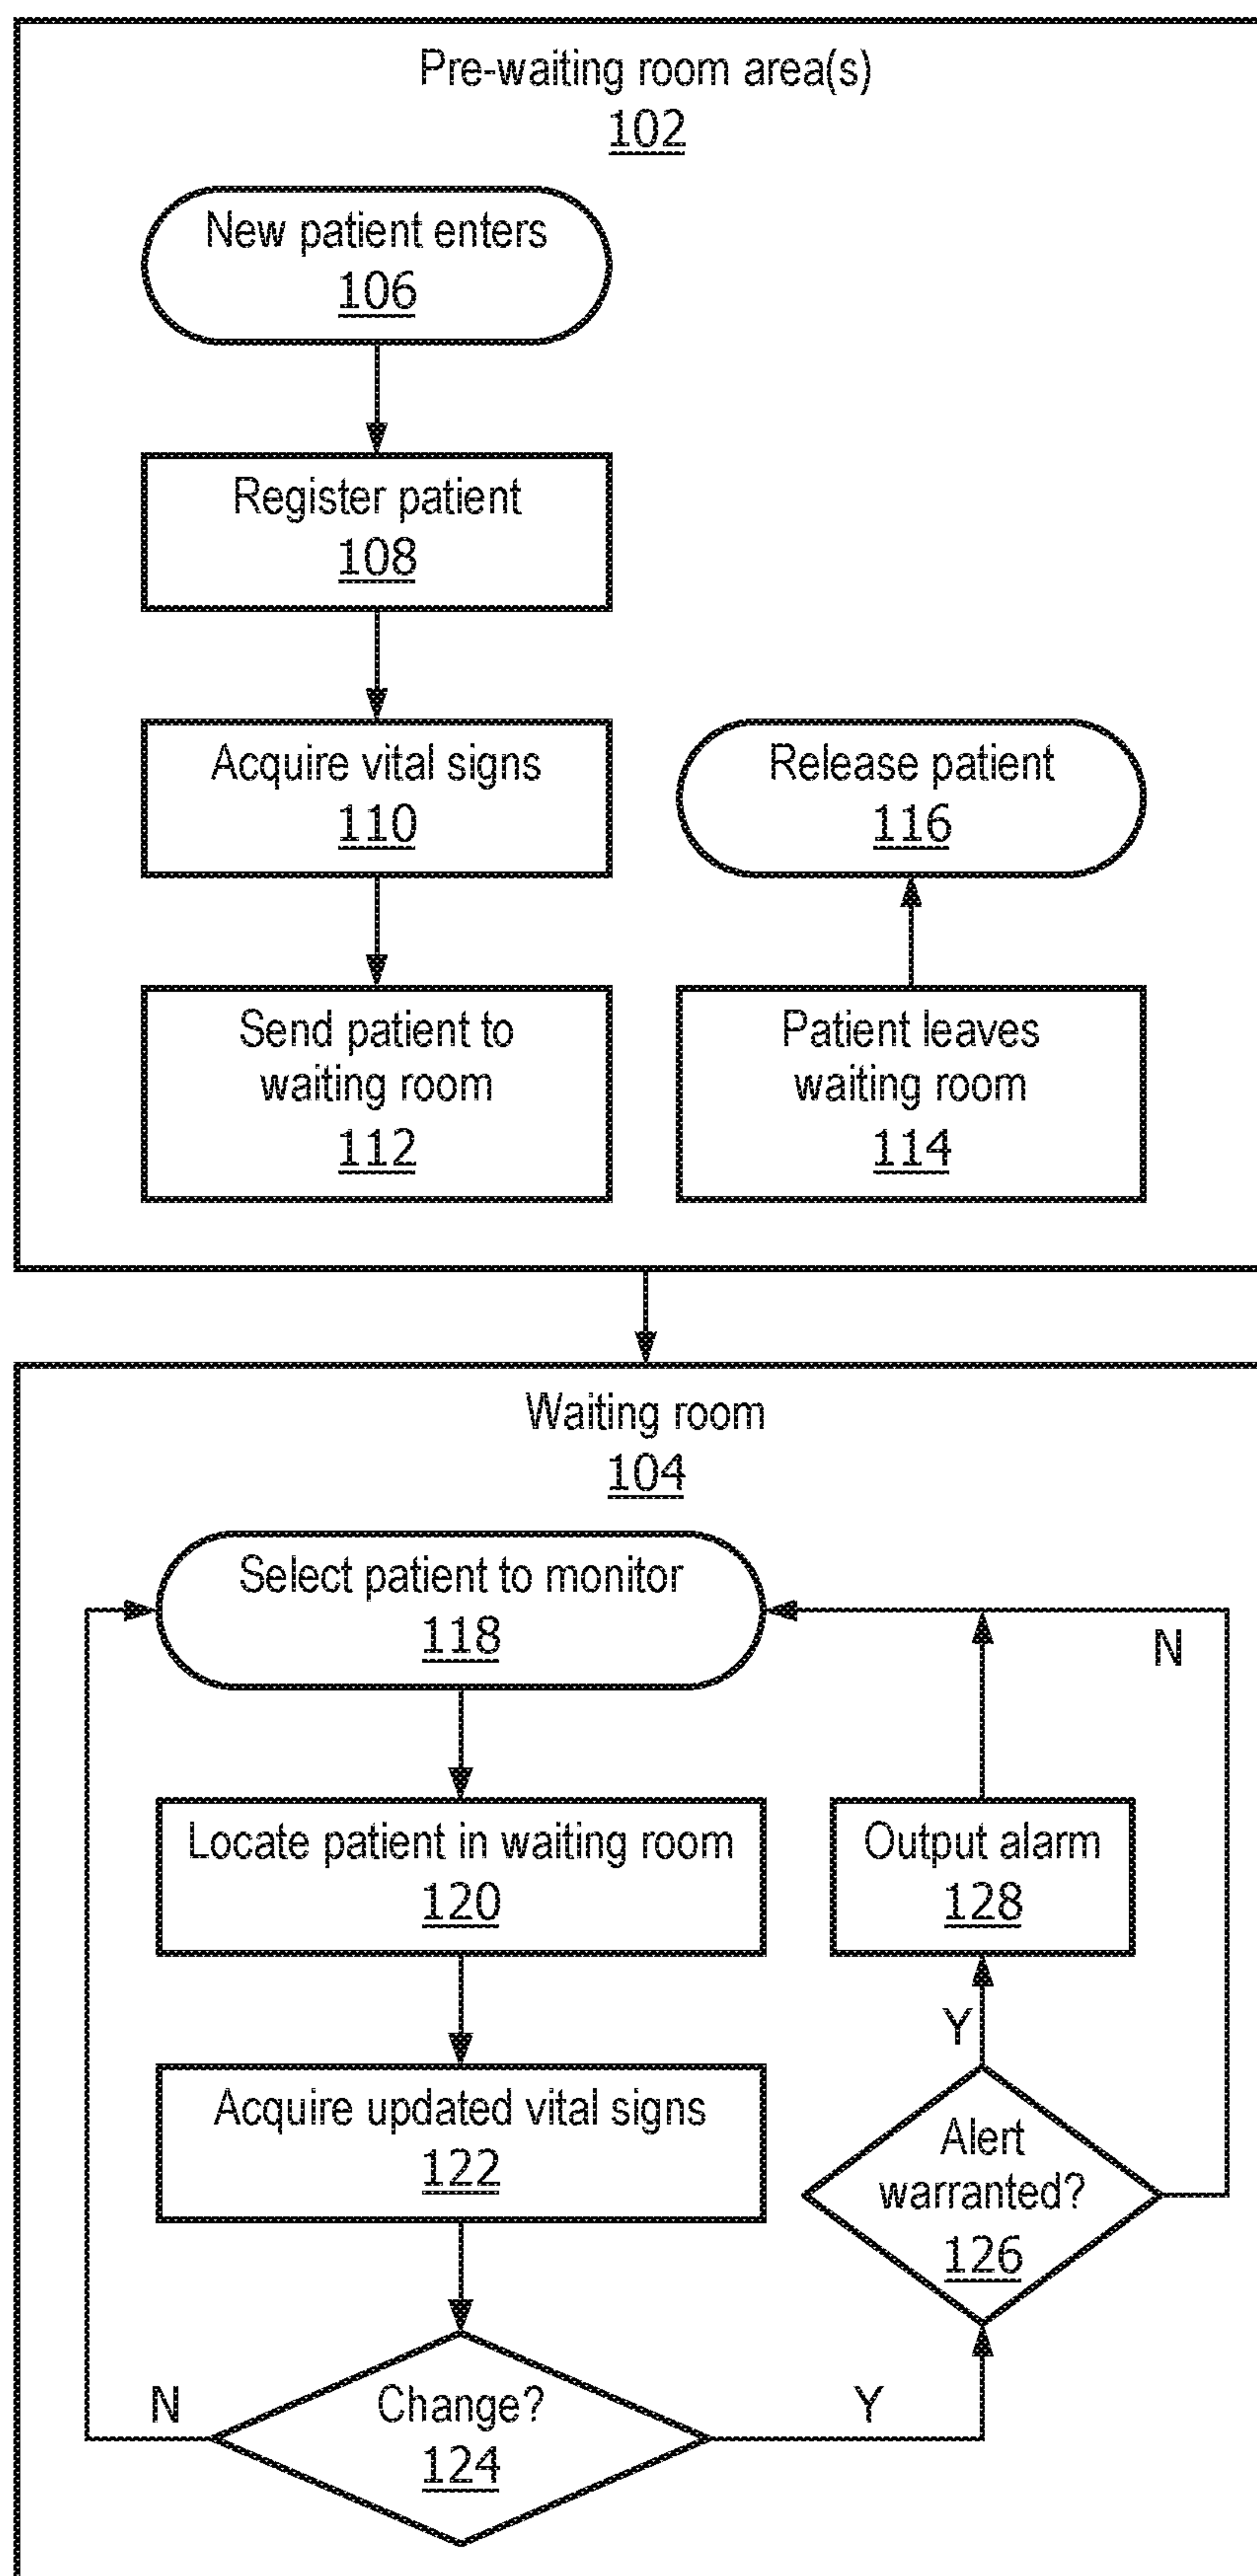 Pre-waiting room area(s)
102
New patient enters
106
Register patient
108
Acquire vital signs
110
Release patient
116
Send patient to
waiting room
112
Patient leaves
waiting room
114
Waiting room
104
Select patient to monitor
118
N
Locate patient in waiting room
120
Output alarm
128
Y
Acquire updated vital signs
122
Alert
warranted?
126
N
Change?
124
Y